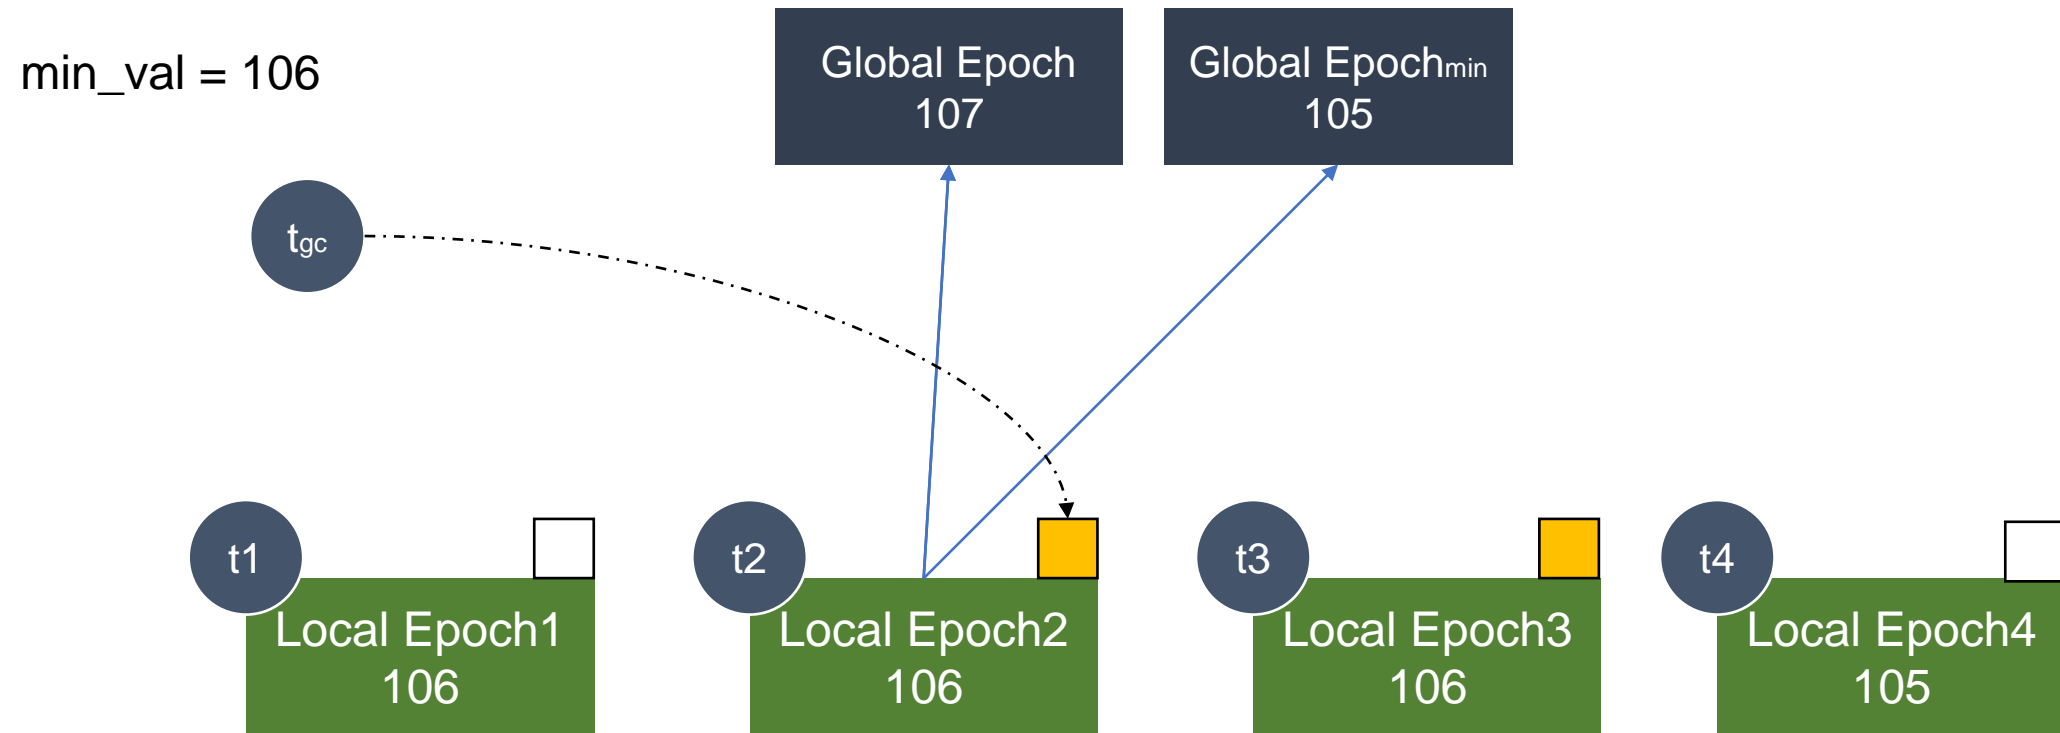 min_val = 106
Global Epoch
107
Global Epochmin
105
tgc
t1
Local Epoch1
106
t2
Local Epoch2
106
t3
Local Epoch3
106
t4
Local Epoch4
105